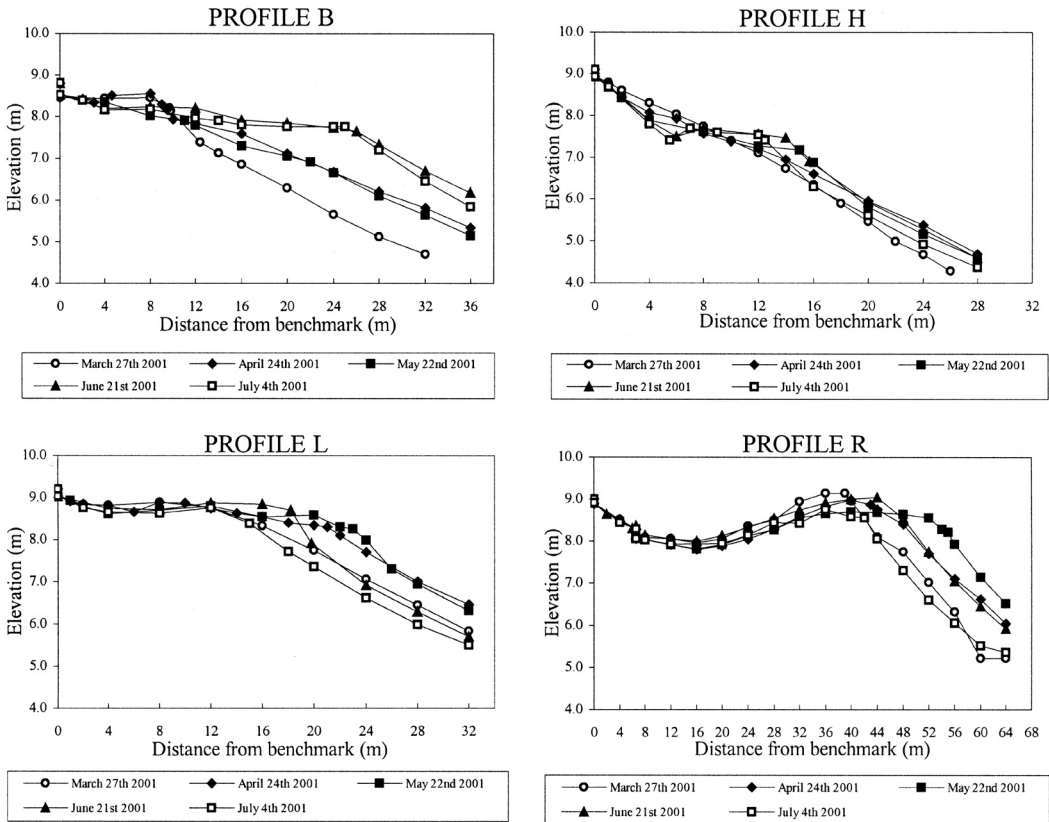 PROFILE B
10.0
9.0
8.0
7.0
6.0
5.0
4.0
Elevation (m)
0 4 8 12 16 20 24 28 32 36
Distance from benchmark (m)
March 27th 2001 April 24th 2001 May 22nd 2001
June 21st 2001 July 4th 2001
PROFILE H
10.0
9.0
8.0
7.0
6.0
5.0
4.0
Elevation (m)
0 4 8 12 16 20 24 28 32
Distance from benchmark (m)
March 27th 2001 April 24th 2001 May 22nd 2001
June 21st 2001 July 4th 2001
PROFILE L
10.0
9.0
8.0
7.0
6.0
5.0
4.0
Elevation (m)
0 4 8 12 16 20 24 28 32
Distance from benchmark (m)
March 27th 2001 April 24th 2001 May 22nd 2001
June 21st 2001 July 4th 2001
PROFILE R
10.0
9.0
8.0
7.0
6.0
5.0
4.0
Elevation (m)
0 4 8 12 16 20 24 28 32 36 40 44 48 52 56 60 64 68
Distance from benchmark (m)
March 27th 2001 April 24th 2001 May 22nd 2001
June 21st 2001 July 4th 2001